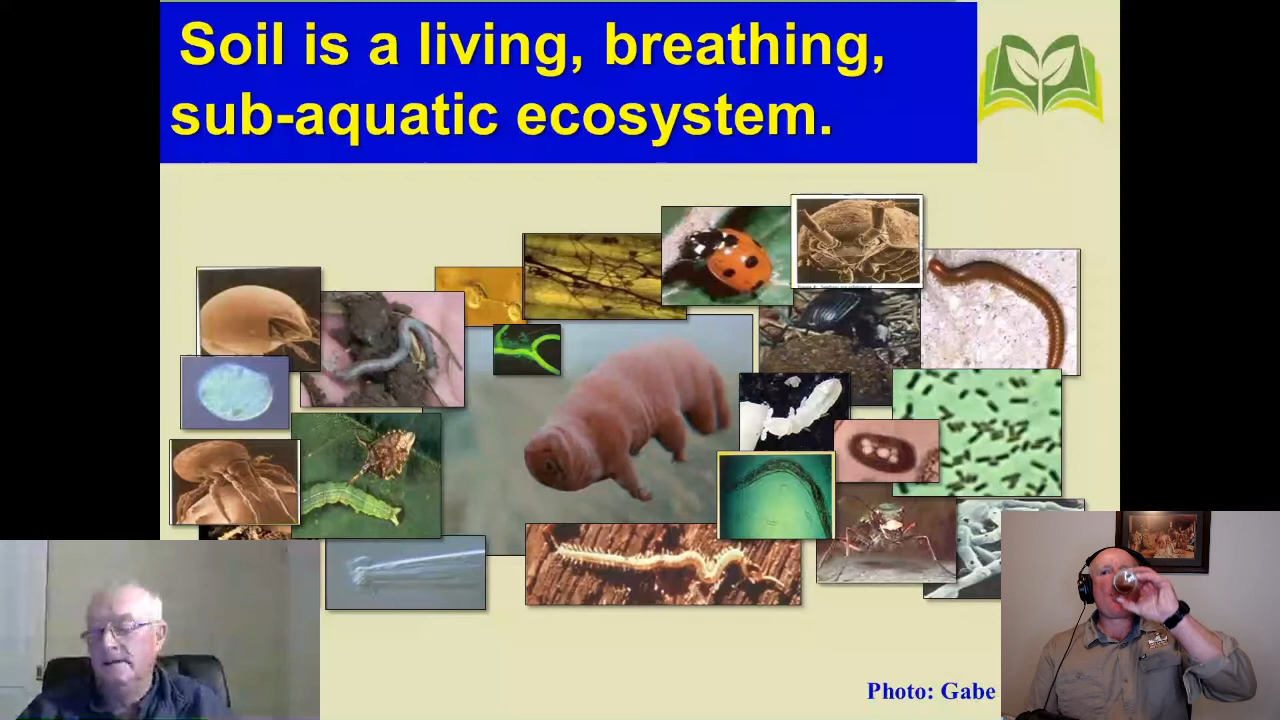 Soil is a living, breathing,
sub-aquatic ecosystem.
Photo: Gabe